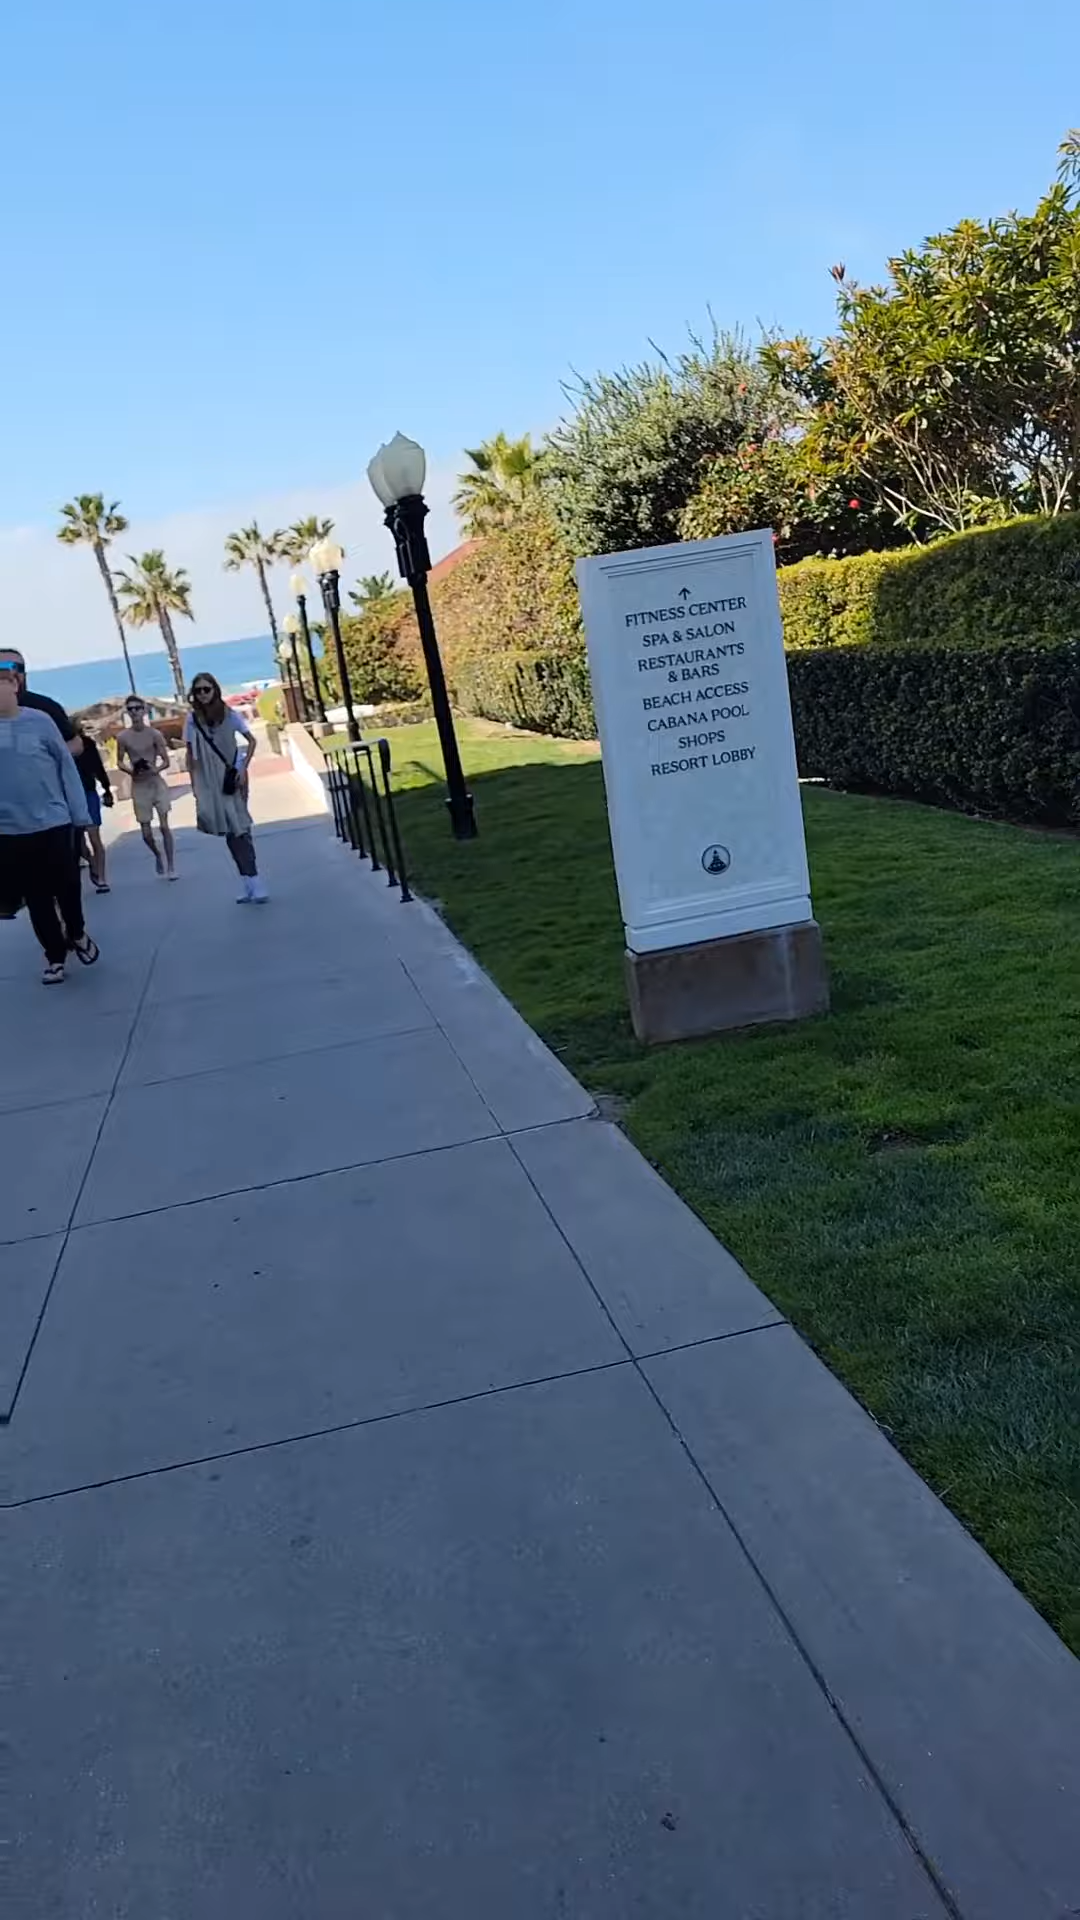 ↑
FITNESS CENTER
SPA & SALON
RESTAURANTS
& BARS
BEACH ACCESS
CABANA POOL
SHOPS
RESORT LOBBY